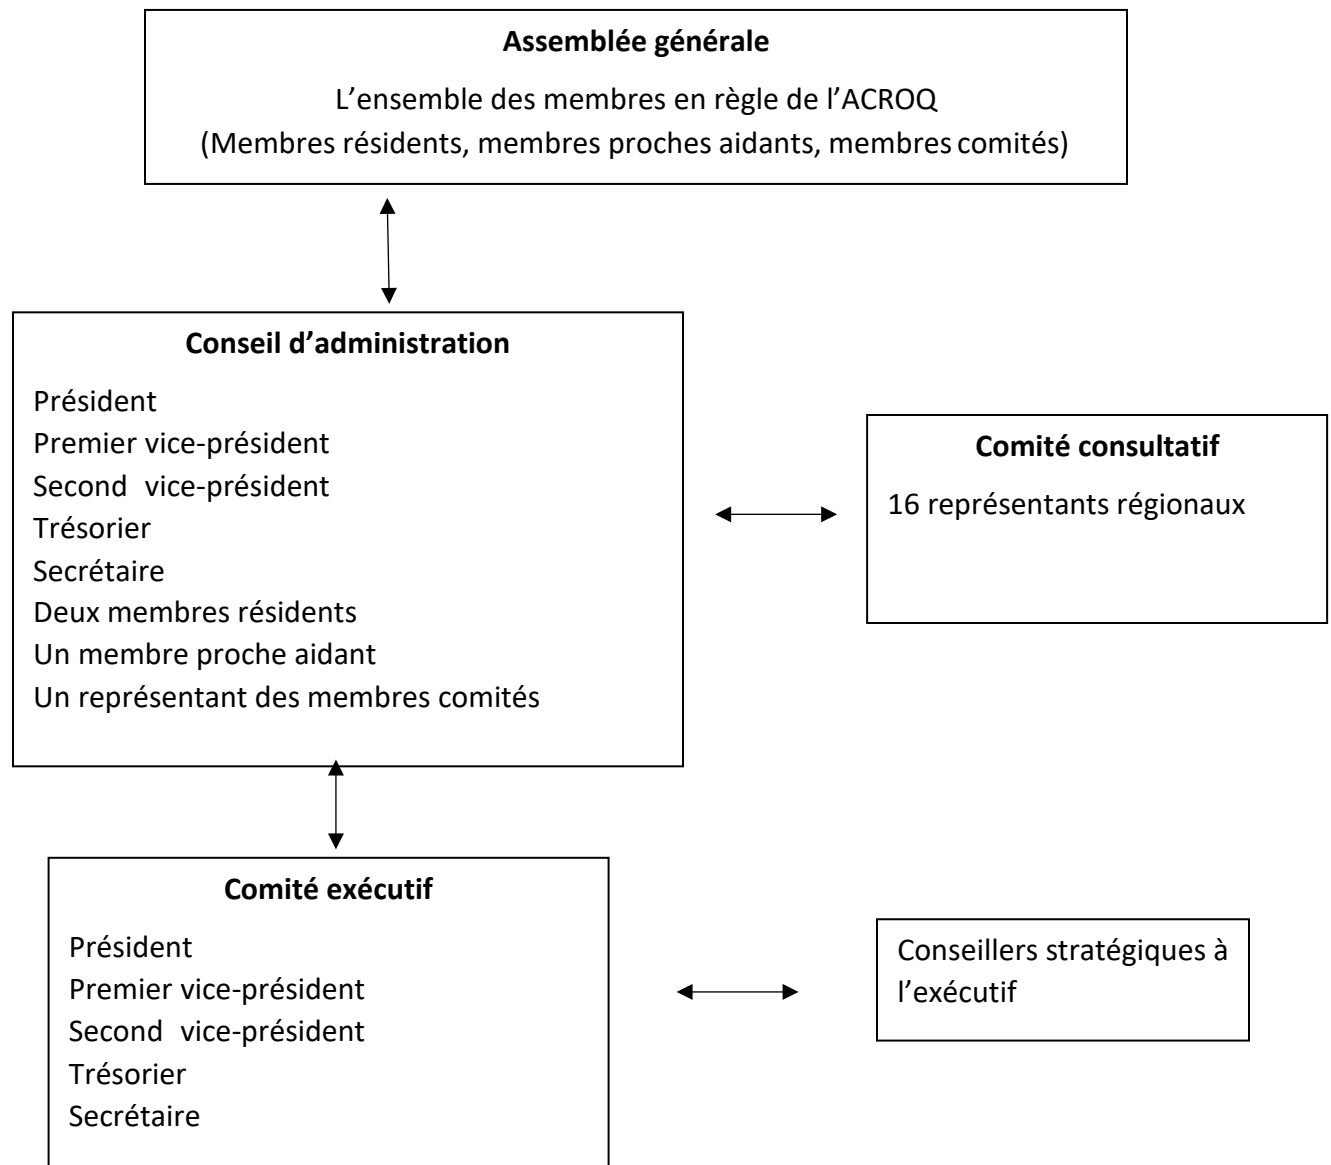 Assemblée générale
L’ensemble des membres en règle de l’ACROQ
(Membres résidents, membres proches aidants, membres comités)
Conseil d’administration
Président
Premier vice-président
Second vice-président
Trésorier
Secrétaire
Deux membres résidents
Un membre proche aidant
Un représentant des membres comités
Comité consultatif
16 représentants régionaux
Comité exécutif
Président
Premier vice-président
Second vice-président
Trésorier
Secrétaire
Conseillers stratégiques à
l’exécutif